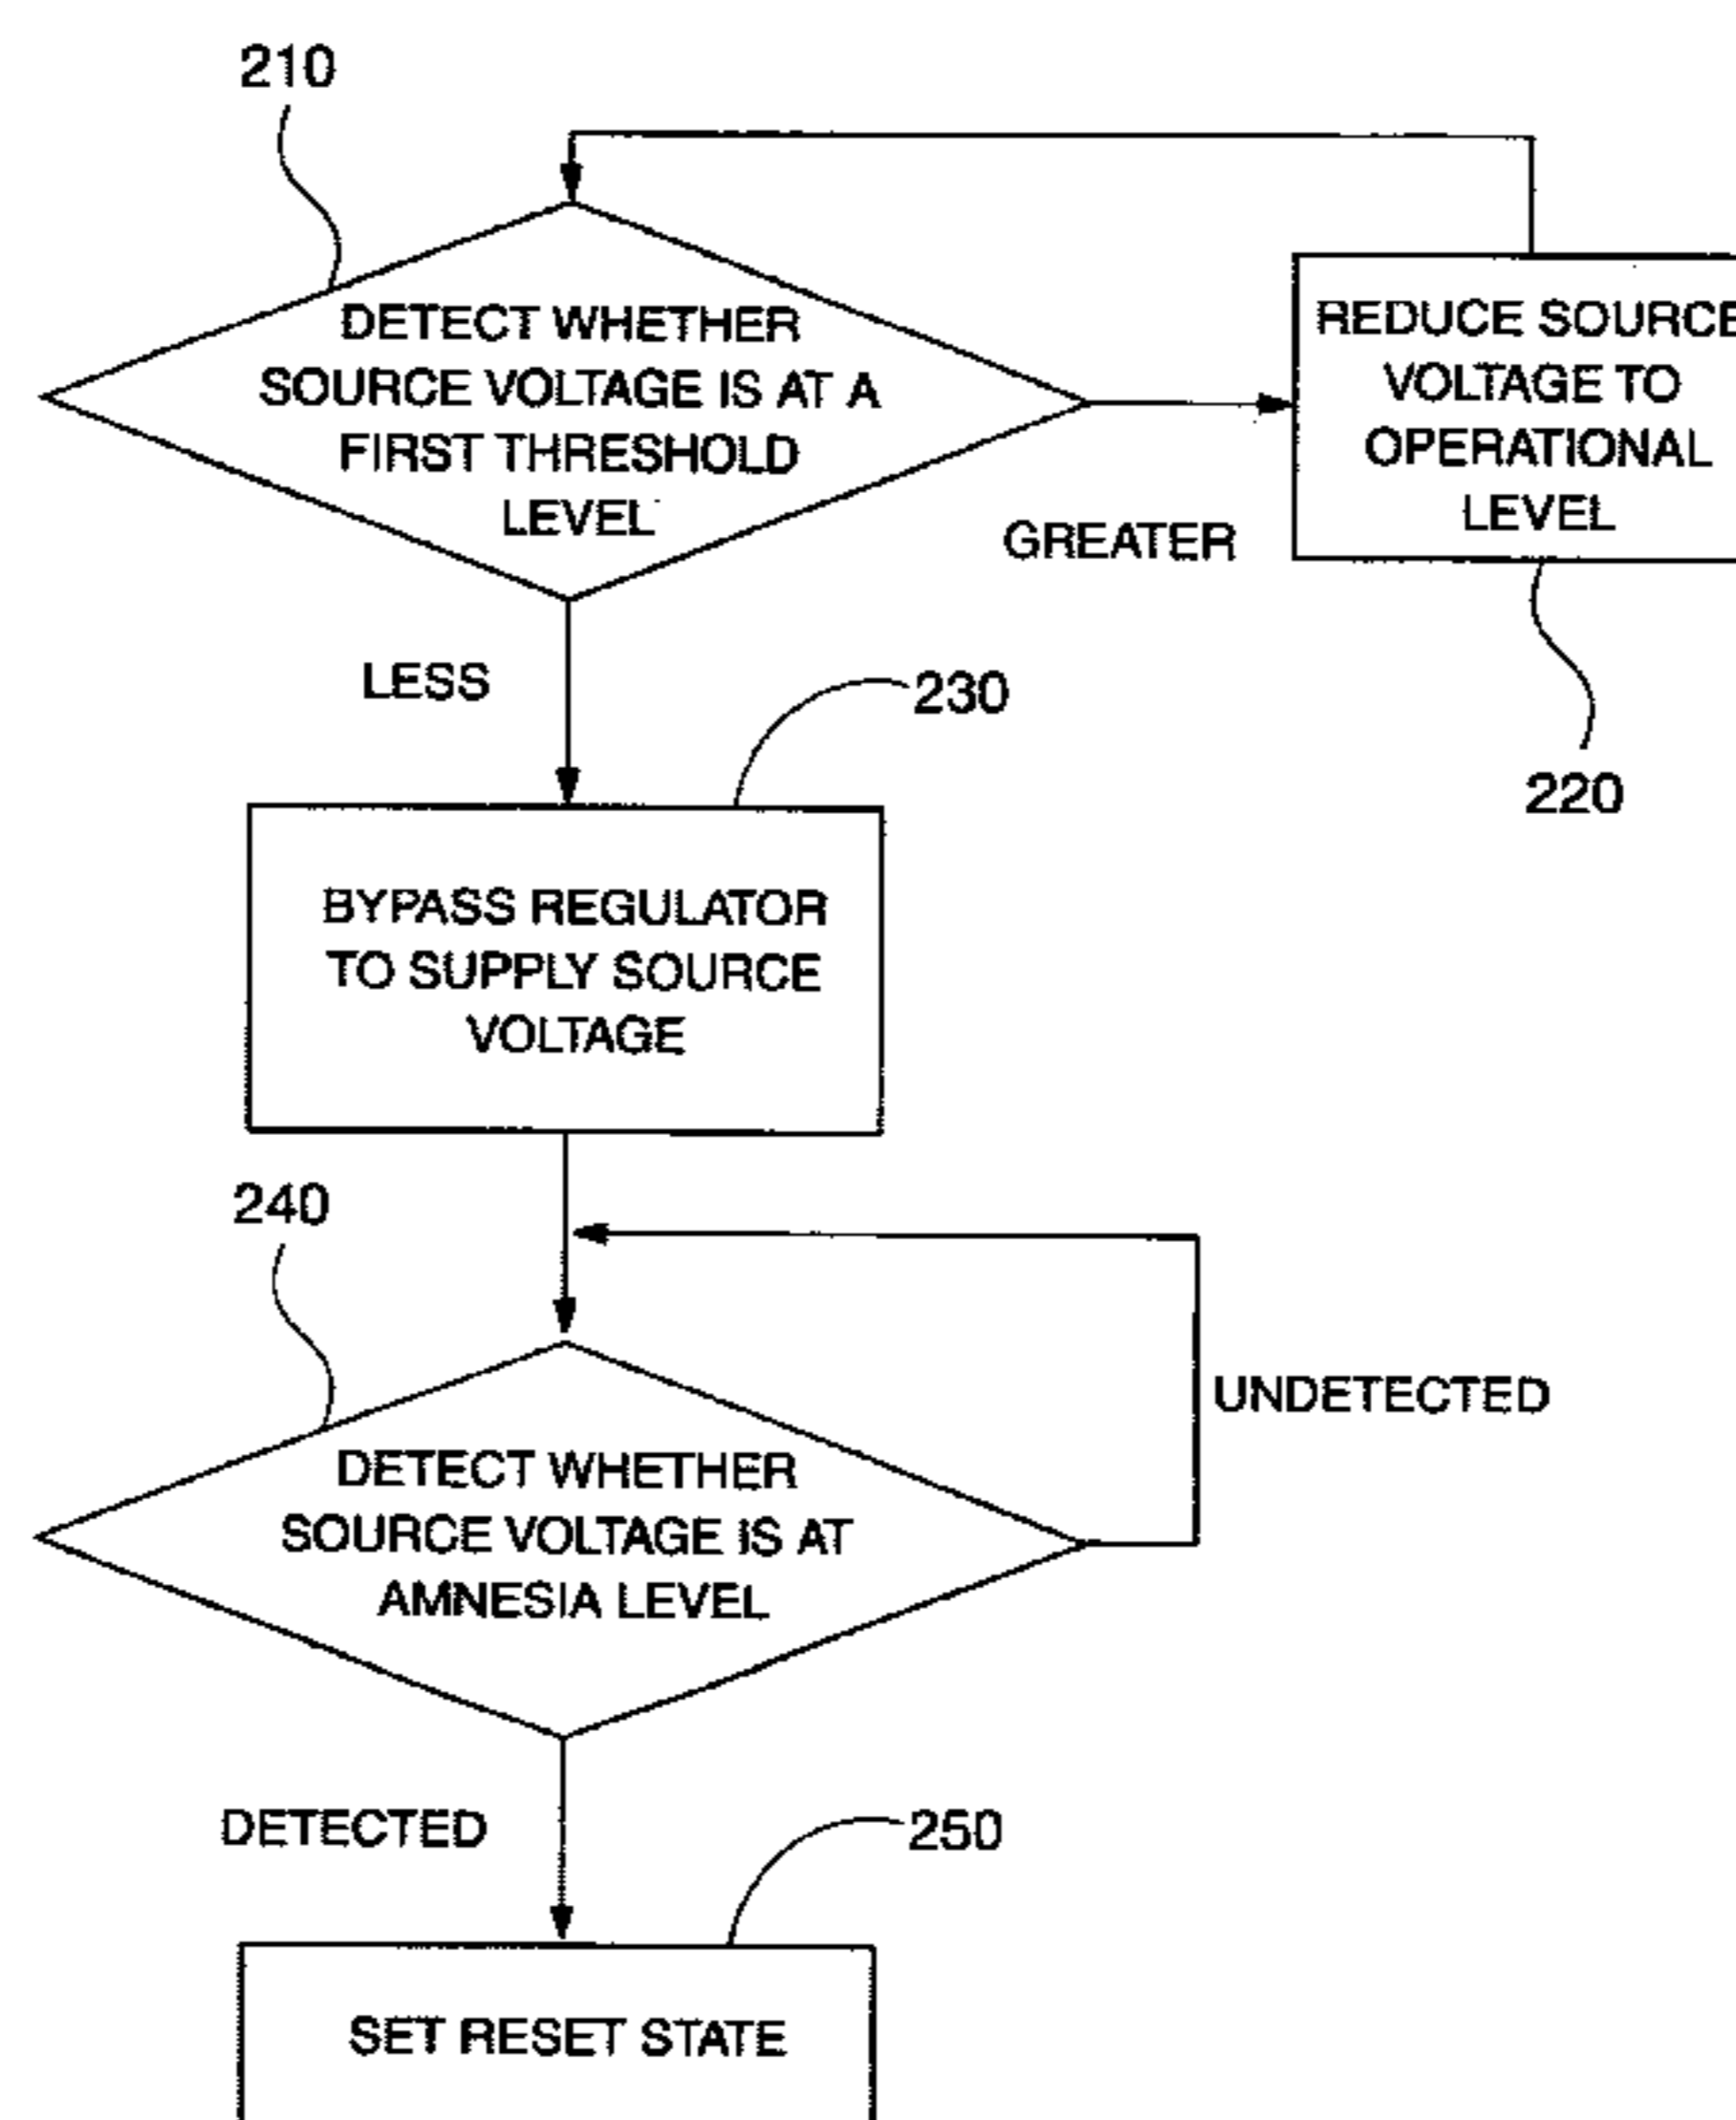 210
DETECT WHETHER
SOURCE VOLTAGE IS AT A
FIRST THRESHOLD
LEVEL
REDUCE SOURCE
VOLTAGE TO
OPERATIONAL
LEVEL
GREATER
220
LESS
230
BYPASS REGULATOR
TO SUPPLY SOURCE
VOLTAGE
240
UNDETECTED
DETECT WHETHER
SOURCE VOLTAGE IS AT
AMNESIA LEVEL
DETECTED
250
SET RESET STATE